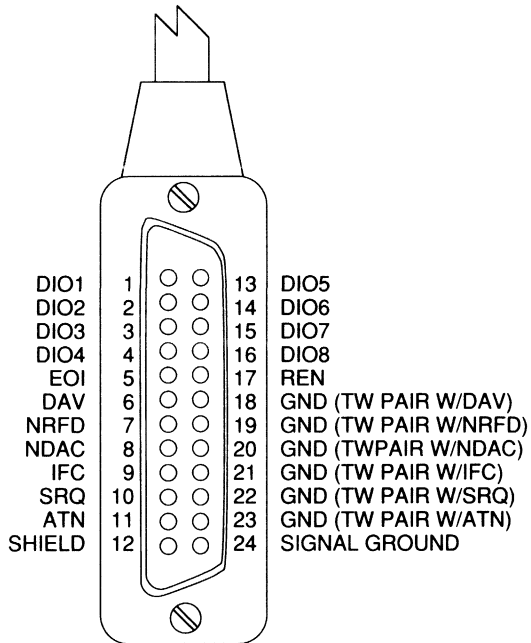 DIO1 1 13 DIO5
DIO2 2 14 DIO6
DIO3 3 15 DIO7
DIO4 4 16 DIO8
EOI 5 17 REN
DAV 6 18 GND (TW PAIR W/DAV)
NRFD 7 19 GND (TW PAIR W/NRFD)
NDAC 8 20 GND (TWPAIR W/NDAC)
IFC 9 21 GND (TW PAIR W/IFC)
SRQ 10 22 GND (TW PAIR W/SRQ)
ATN 11 23 GND (TW PAIR W/ATN)
SHIELD 12 24 SIGNAL GROUND